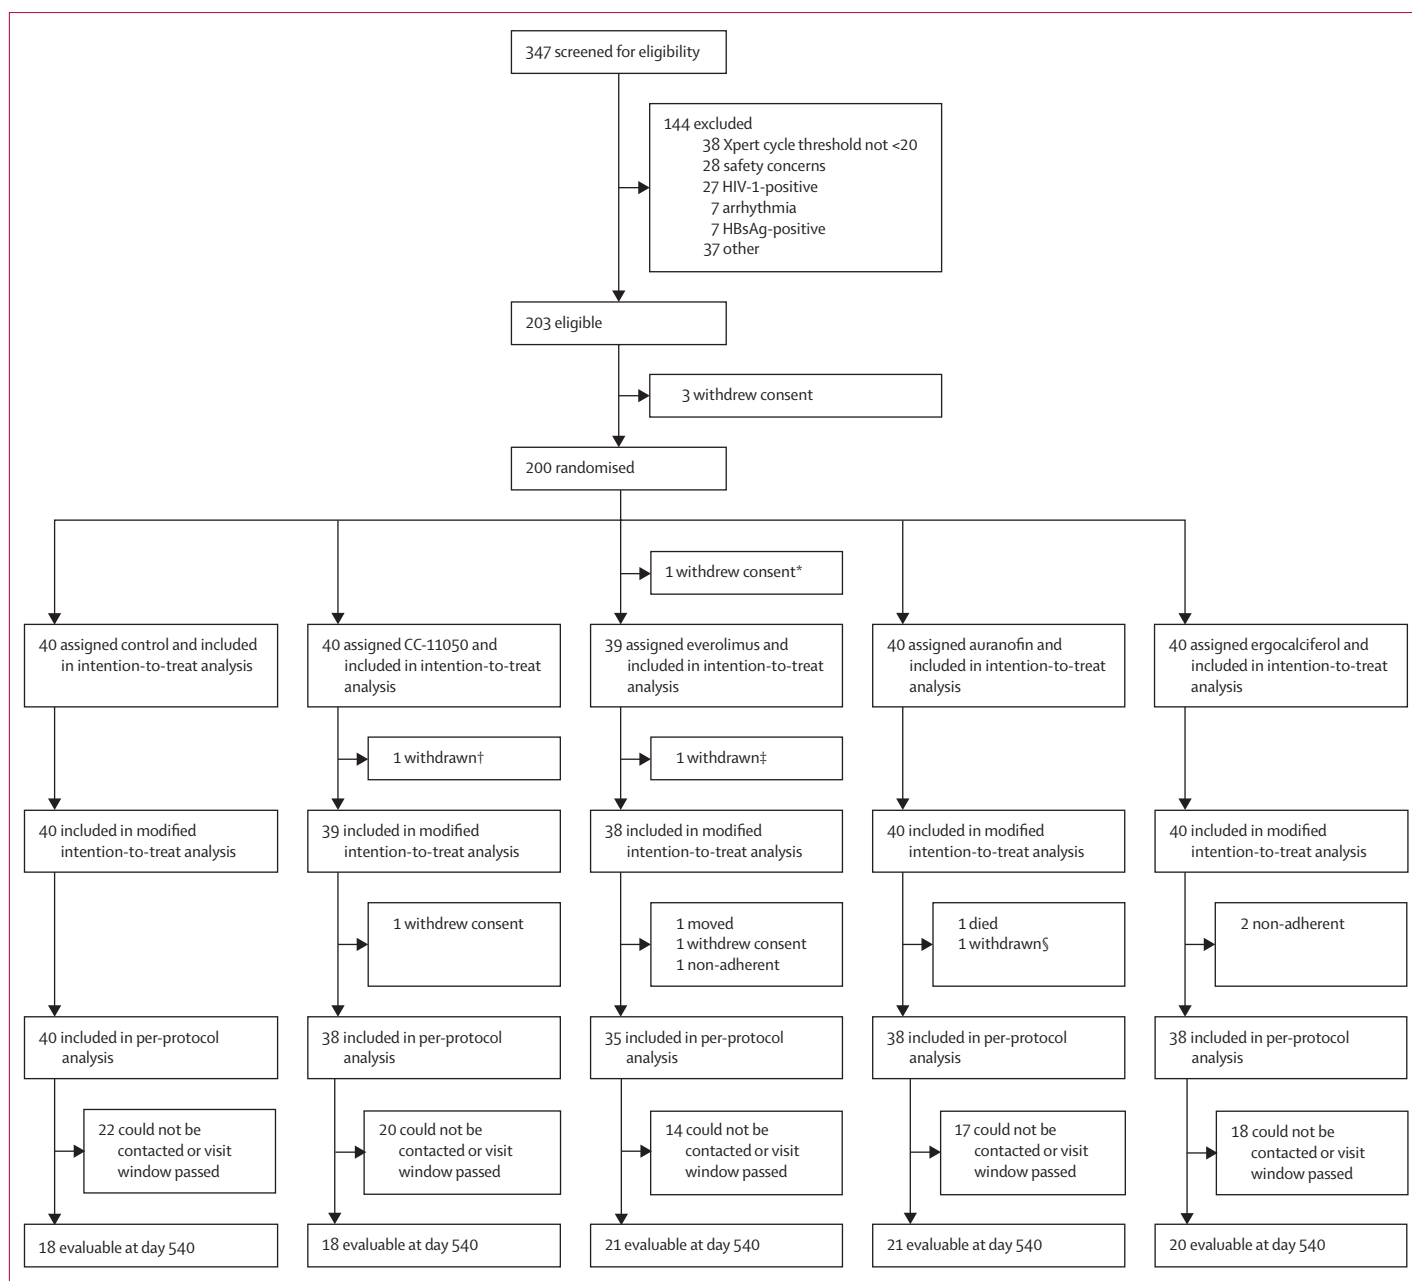 347 screened for eligibility
144 excluded
38 Xpert cycle threshold not <20
28 safety concerns
27 HIV-1-positive
7 arrhythmia
7 HBsAg-positive
37 other
203 eligible
3 withdrew consent
200 randomised
1 withdrew consent*
40 assigned control and included
in intention-to-treat analysis
40 assigned CC-11050 and
included in intention-to-treat
analysis
39 assigned everolimus and
included in intention-to-treat
analysis
40 assigned auranofin and
included in intention-to-treat
analysis
40 assigned ergocalciferol and
included in intention-to-treat
analysis
1 withdrawn†
1 withdrawn‡
40 included in modified
intention-to-treat analysis
39 included in modified
intention-to-treat analysis
38 included in modified
intention-to-treat analysis
40 included in modified
intention-to-treat analysis
40 included in modified
intention-to-treat analysis
1 withdrew consent
1 moved
1 withdrew consent
1 non-adherent
1 died
1 withdrawn§
2 non-adherent
40 included in per-protocol
analysis
38 included in per-protocol
analysis
35 included in per-protocol
analysis
38 included in per-protocol
analysis
38 included in per-protocol
analysis
22 could not be
contacted or visit
window passed
20 could not be
contacted or visit
window passed
14 could not be
contacted or visit
window passed
17 could not be
contacted or visit
window passed
18 could not be
contacted or visit
window passed
18 evaluable at day 540
18 evaluable at day 540
21 evaluable at day 540
21 evaluable at day 540
20 evaluable at day 540